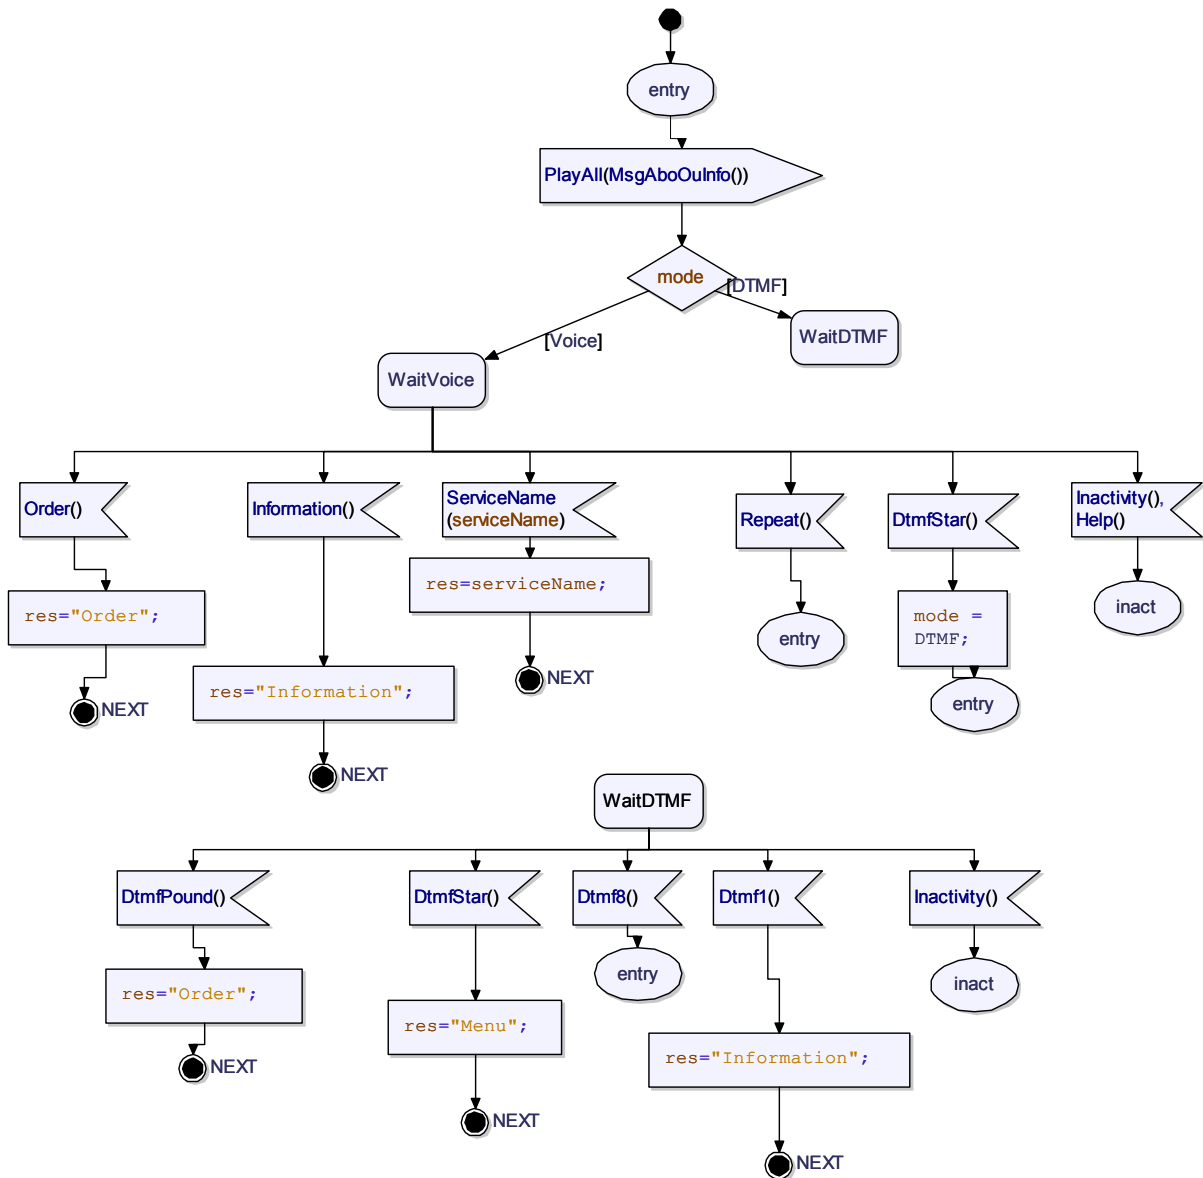 entry
PlayAll(MsgAboOuInfo())
mode
[DTMF]
WaitDTMF
[Voice]
WaitVoice
Order()
Information()
ServiceName
(serviceName)
Repeat()
DtmfStar()
Inactivity(),
Help()
res="Order";
res=serviceName;
mode =
DTMF;
inact
entry
res="Information";
NEXT
entry
NEXT
NEXT
WaitDTMF
DtmfPound()
DtmfStar()
Dtmf8()
Dtmf1()
Inactivity()
entry
inact
res="Order";
res="Menu";
res="Information";
NEXT
NEXT
NEXT